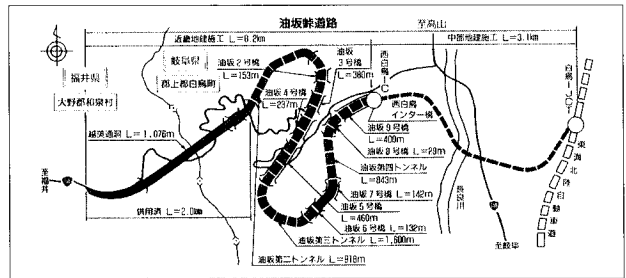 油坂峠道路
至高山
近畿地建施工 L=8.2km
中部地建施工 L=3.1km
福井県
大野郡和泉村
岐阜県
郡上郡白鳥町
油坂2号橋
L=153m
油坂
3号橋
L=380m
油坂4号橋
L=237m
西白鳥IC
西白鳥
インター橋
白鳥JCT
越美通洞 L=1,076m
油坂9号橋
L=400m
油坂8号橋 L=29m
油坂第四トンネル
L=843m
油坂7号橋 L=142m
油坂5号橋
L=460m
油坂6号橋 L=132m
油坂第三トンネル L=1,600m
油坂第二トンネル L=818m
至福井
供用済 L=2.0km
長良川
至岐阜
東海北陸自動車道